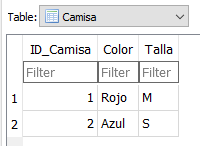 Table: Camisa
ID_Camisa Color Talla
Filter Filter Filter
1 1 Rojo M
2 2 Azul S